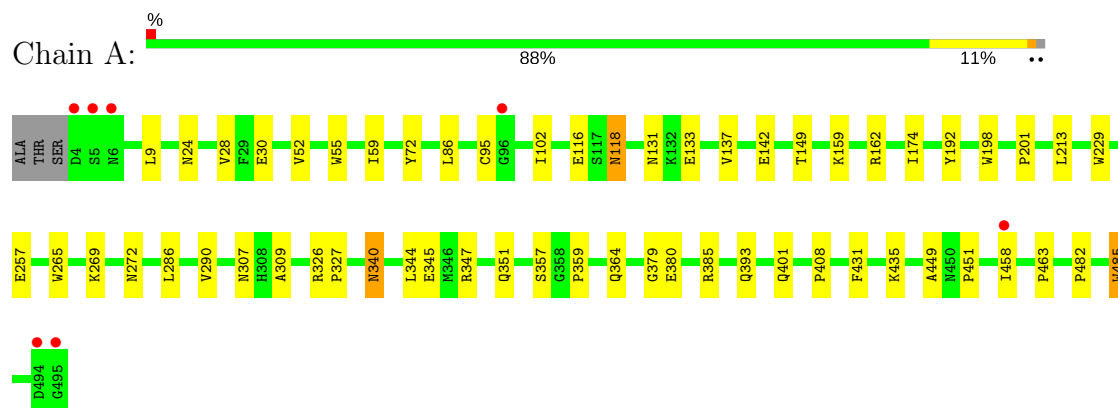 %
Chain A:
88%
11%
••
ALA THR SER D4 S5 N6 L9 N24 V28 F29 E30 V52 W55 I59 Y72 L86 C95 G96 I102 E116 S117 N118 N131 K132 E133 V137 E142 T149 K159 R162 I174 Y192 W198 P201 L213 W229
E257 W265 K269 N272 L286 V290 N307 H308 A309 R326 P327 N340 L344 E345 M346 R347 Q351 S357 G358 P359 Q364 G379 E380 R385 Q393 Q401 P408 F431 K435 A449 N450 P451 I458 P463 P482 W485
D494 G495